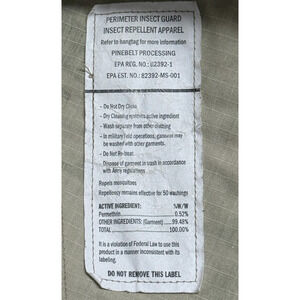 PERIMETER INSECT GUARD
INSECT REPELLENT APPAREL
Refer to hangtag for more information
PINEBELT PROCESSING
EPA REG. NO.: 82392-1
EPA EST. NO.: 82392-MS-001
- Do Not Dry Clean
- Dry Cleaning removes active ingredient
- Wash separate from other clothing
- In military field operations, garment may
be washed with other garments.
- Do Not Re-treat
- Dispose of garment in trash in accordance
with Army regulations
Repels mosquitoes
Repellency remains effective for 50 washings
ACTIVE INGREDIENT: %W/W
Permethrin 0.52%
OTHER INGREDIENTS: (Garment) 99.48%
TOTAL 100.00%
It is a violation of Federal Law to use this
product in a manner inconsistent with its
labeling.
DO NOT REMOVE THIS LABEL